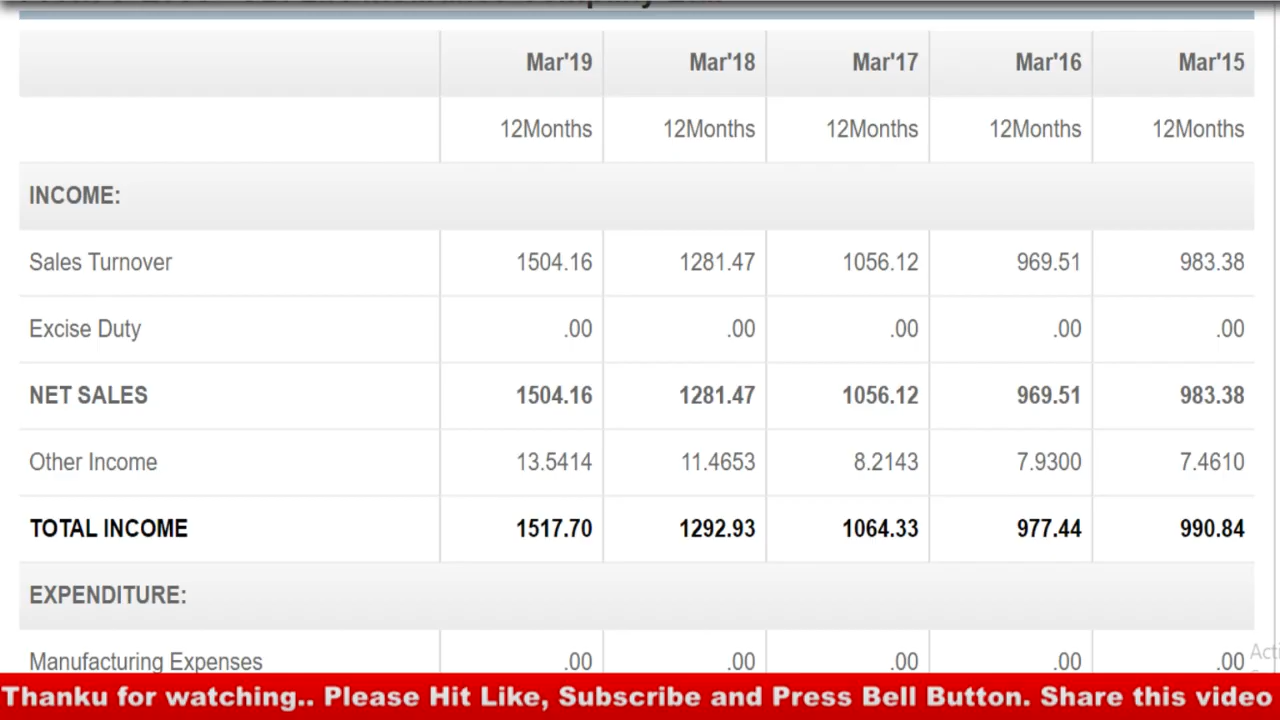 Mar'19 Mar'18 Mar'17 Mar'16 Mar'15
12Months 12Months 12Months 12Months 12Months
INCOME:
Sales Turnover 1504.16 1281.47 1056.12 969.51 983.38
Excise Duty .00 .00 .00 .00 .00
NET SALES 1504.16 1281.47 1056.12 969.51 983.38
Other Income 13.5414 11.4653 8.2143 7.9300 7.4610
TOTAL INCOME 1517.70 1292.93 1064.33 977.44 990.84
EXPENDITURE:
Manufacturing Expenses .00 .00 .00 .00 .00
Thanku for watching.. Please Hit Like, Subscribe and Press Bell Button. Share this video